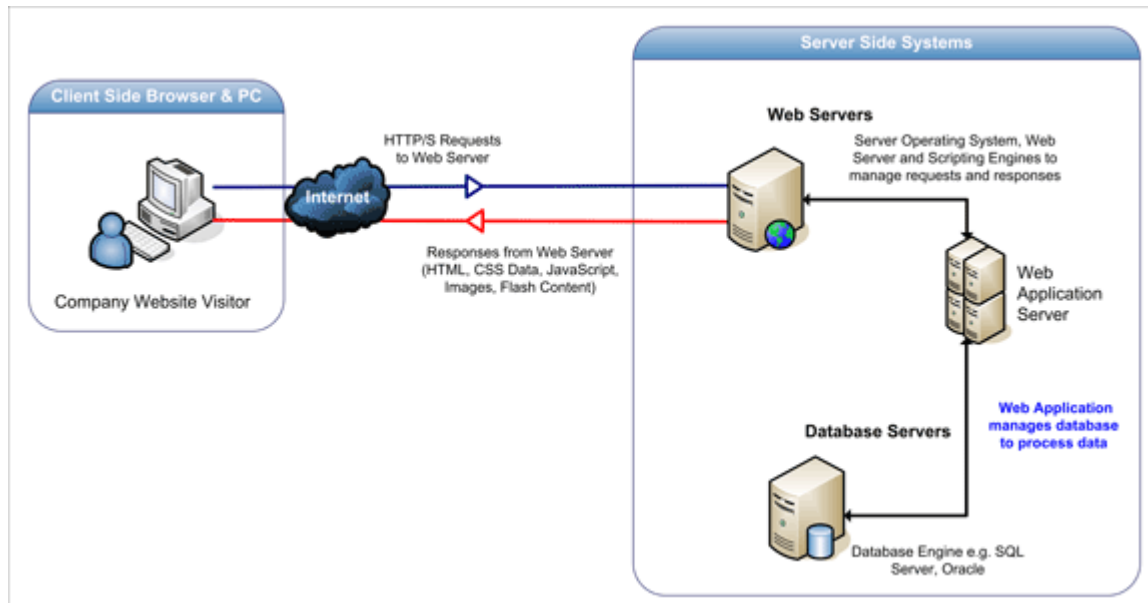 Server Side Systems
Client Side Browser & PC
Web Servers
HTTP/S Requests
to Web Server
Server Operating System, Web
Server and Scripting Engines to
manage requests and responses
Internet
Responses from Web Server
(HTML, CSS Data, JavaScript,
Images, Flash Content)
Company Website Visitor
Web
Application
Server
Web Application
manages database
to process data
Database Servers
Database Engine e.g. SQL
Server, Oracle